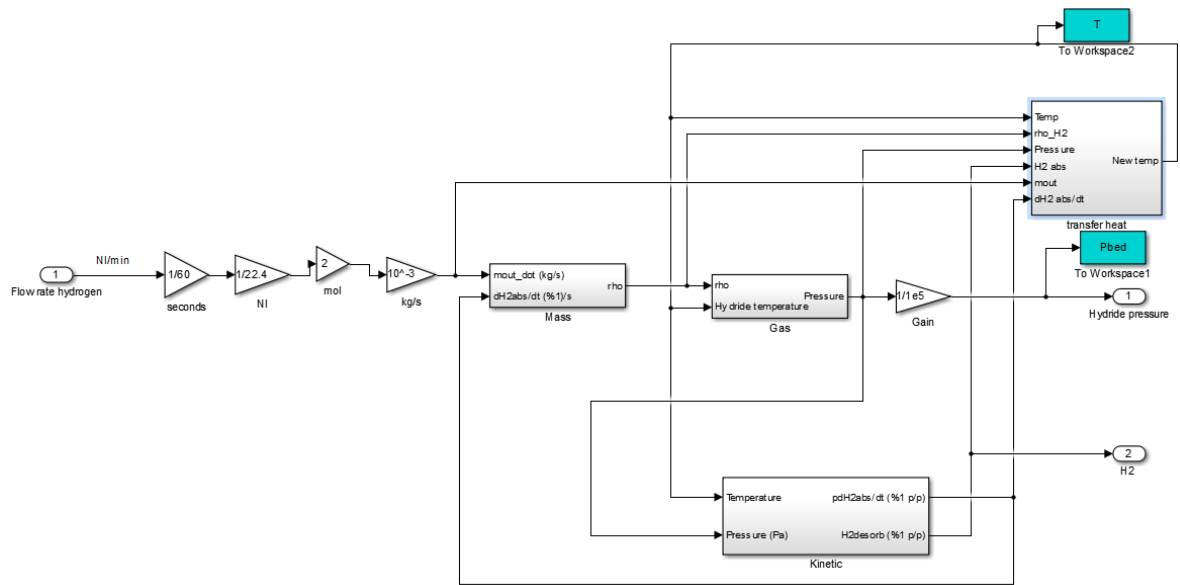 T
To Workspace2
Temp
rho_H2
Pressure
H2 abs
mout
dH2 abs/dt
New temp
transfer heat
Pbed
To Workspace1
1
Flow rate hydrogen
Nl/min
1/60
seconds
1/22.4
Nl
2
mol
10^-3
kg/s
mout_dot (kg/s)
dH2abs/dt (%1)/s
rho
Mass
rho
Hydride temperature
Pressure
Gas
1/1e5
Gain
1
Hydride pressure
2
H2
Temperature
Pressure (Pa)
pdH2abs/dt (%1 p/p)
H2desorb (%1 p/p)
Kinetic